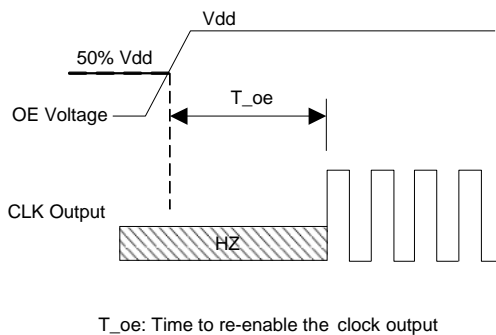 Vdd
50% Vdd
T_oe
OE Voltage
CLK Output
HZ
T_oe: Time to re-enable the clock output